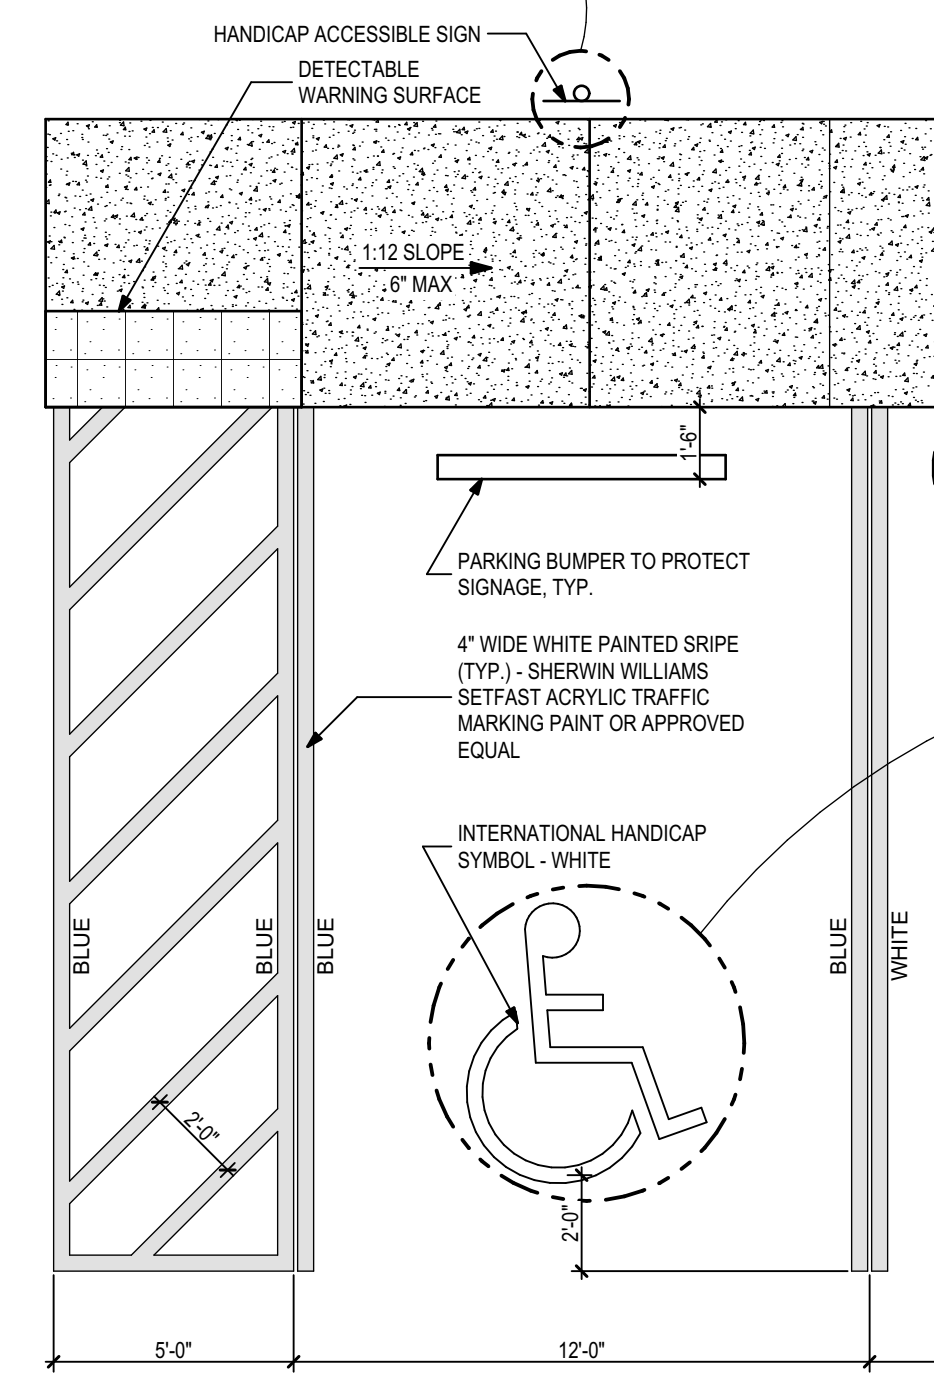 HANDICAP ACCESSIBLE SIGN
DETECTABLE
WARNING SURFACE
1:12 SLOPE
6" MAX
1'-6"
PARKING BUMPER TO PROTECT
SIGNAGE, TYP.
4" WIDE WHITE PAINTED SRIPE
(TYP.) - SHERWIN WILLIAMS
SETFAST ACRYLIC TRAFFIC
MARKING PAINT OR APPROVED
EQUAL
INTERNATIONAL HANDICAP
SYMBOL - WHITE
BLUE
BLUE
BLUE
BLUE
WHITE
2'-0"
2'-0"
5'-0"
12'-0"